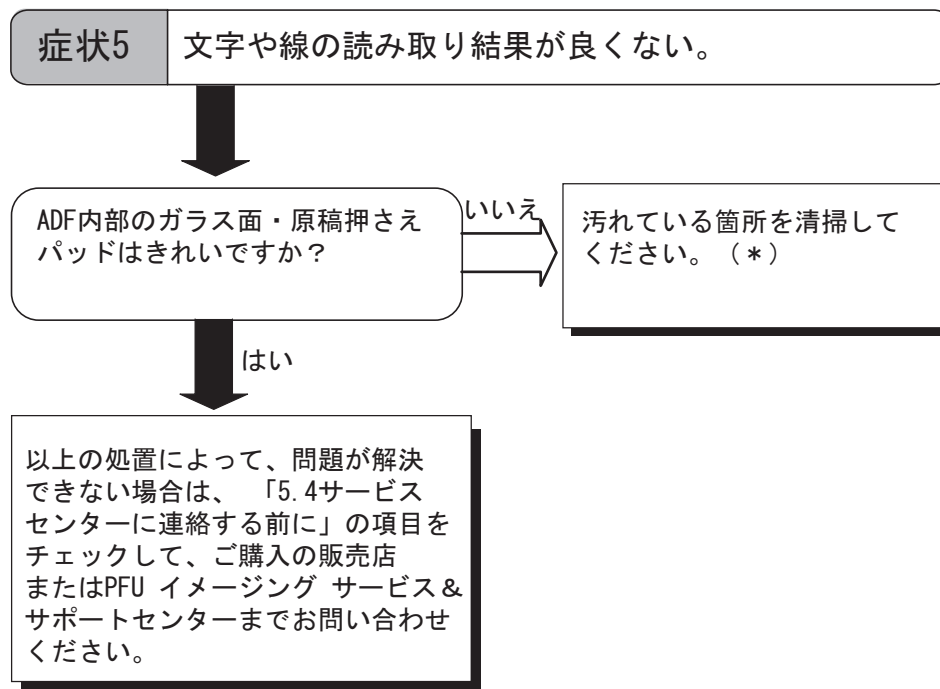 症状5
文字や線の読み取り結果が良くない。
ADF内部のガラス面・原稿押さえ
パッドはきれいですか?
いいえ
汚れている箇所を清掃して
ください。(*)
はい
以上の処置によって、問題が解決
できない場合は、 「5.4サービス
センターに連絡する前に」の項目を
チェックして、ご購入の販売店
またはPFU イメージング サービス&
サポートセンターまでお問い合わせ
ください。